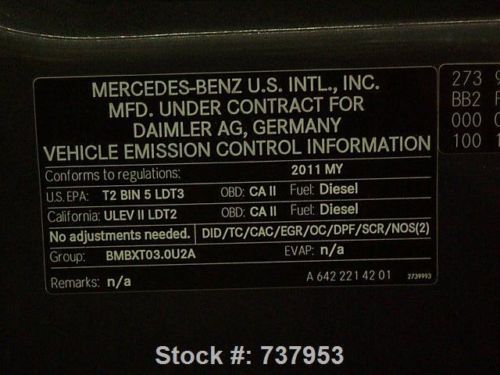 MERCEDES-BENZ U.S. INTL., INC.
MFD. UNDER CONTRACT FOR
DAIMLER AG, GERMANY
VEHICLE EMISSION CONTROL INFORMATION
Conforms to regulations: 2011 MY
U.S. EPA: T2 BIN 5 LDT3 OBD: CA II Fuel: Diesel
California: ULEV II LDT2 OBD: CA II Fuel: Diesel
No adjustments needed. DID/TC/CAC/EGR/OC/DPF/SCR/NOS(2)
Group: BMBXT03.0U2A EVAP: n/a
Remarks: n/a A 642 221 42 01 2739993
273 9
BB2
000
100 1
Stock #: 737953